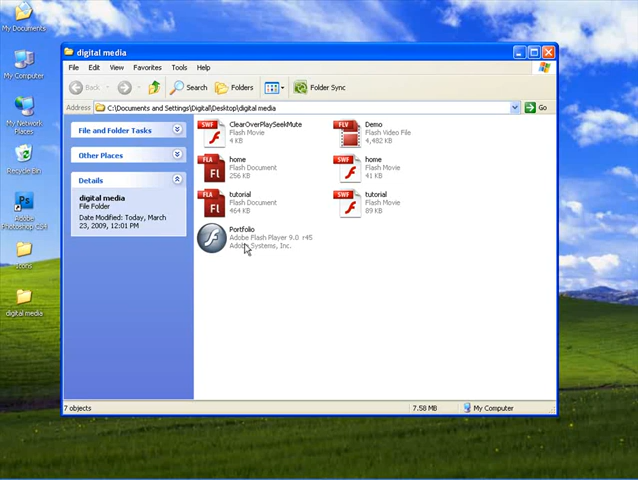 My Documents
My Computer
My Network
Places
Recycle Bin
Adobe
Photoshop CS4
Icons
digital media
digital media
File Edit View Favorites Tools Help
Back Search Folders Folder Sync
Address C:\Documents and Settings\Digital\Desktop\digital media Go
File and Folder Tasks
Other Places
Details
digital media
File Folder
Date Modified: Today, March
23, 2009, 12:01 PM
SWF
ClearOverPlaySeekMute
Flash Movie
4 KB
FLV
Demo
Flash Video File
4,482 KB
FLA
Fl
home
Flash Document
256 KB
SWF
home
Flash Movie
41 KB
FLA
Fl
tutorial
Flash Document
464 KB
SWF
tutorial
Flash Movie
89 KB
Portfolio
Adobe Flash Player 9.0 r45
Adobe Systems, Inc.
7 objects 7.58 MB My Computer